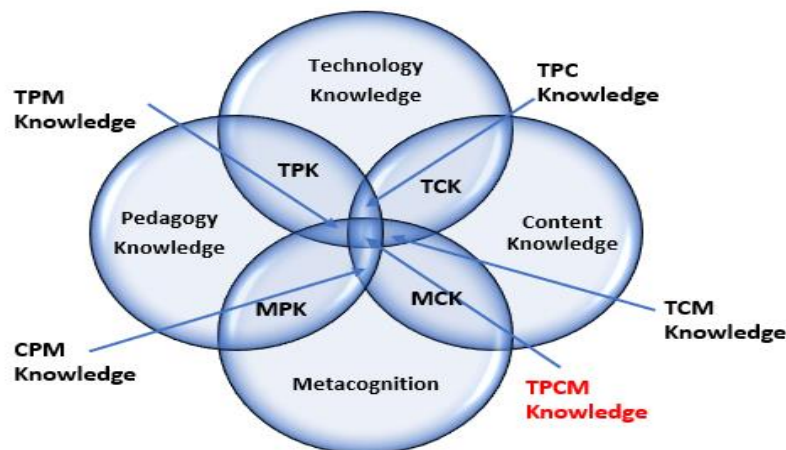 Technology
Knowledge
TPM
Knowledge
TPC
Knowledge
TPK
TCK
Pedagogy
Knowledge
Content
Knowledge
MPK
MCK
TCM
Knowledge
CPM
Knowledge
Metacognition
TPCM
Knowledge